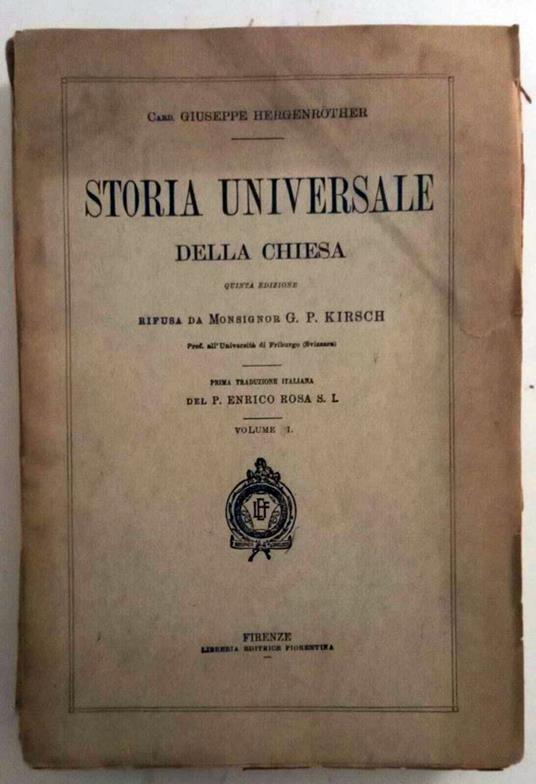 Card. GIUSEPPE HERGENRÖTHER
STORIA UNIVERSALE
DELLA CHIESA
QUINTA EDIZIONE
RIFUSA DA MONSIGNOR G. P. KIRSCH
Prof. all'Università di Friburgo (Svizzera)
PRIMA TRADUZIONE ITALIANA
DEL P. ENRICO ROSA S. I.
VOLUME I.
FIRENZE
LIBRERIA EDITRICE FIORENTINA